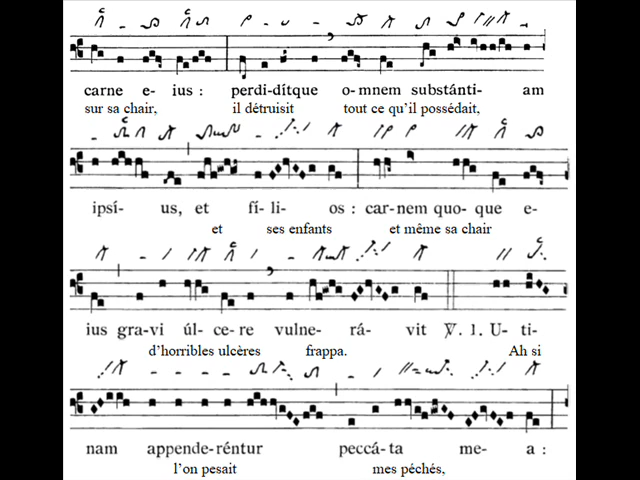 carne e- ius : perdi-dítque o-mnem substánti- am
sur sa chair, il détruisit tout ce qu'il possédait,
ipsí- us, et fí- li- os : car-nem quo- que e-
et ses enfants et même sa chair
ius gra-vi úl- ce- re vulne- rá- vit ℣. 1. U- ti-
d'horribles ulcères frappa. Ah si
nam appende-réntur peccá-ta me- a :
l'on pesait mes péchés,